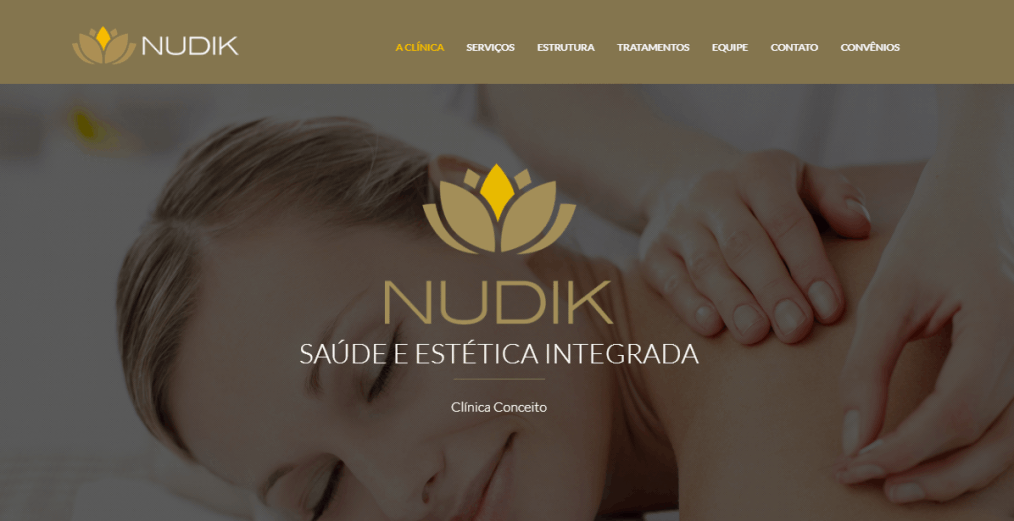 NUDIK
A CLÍNICA SERVIÇOS ESTRUTURA TRATAMENTOS EQUIPE CONTATO CONVÊNIOS
NUDIK
SAÚDE E ESTÉTICA INTEGRADA
Clínica Conceito